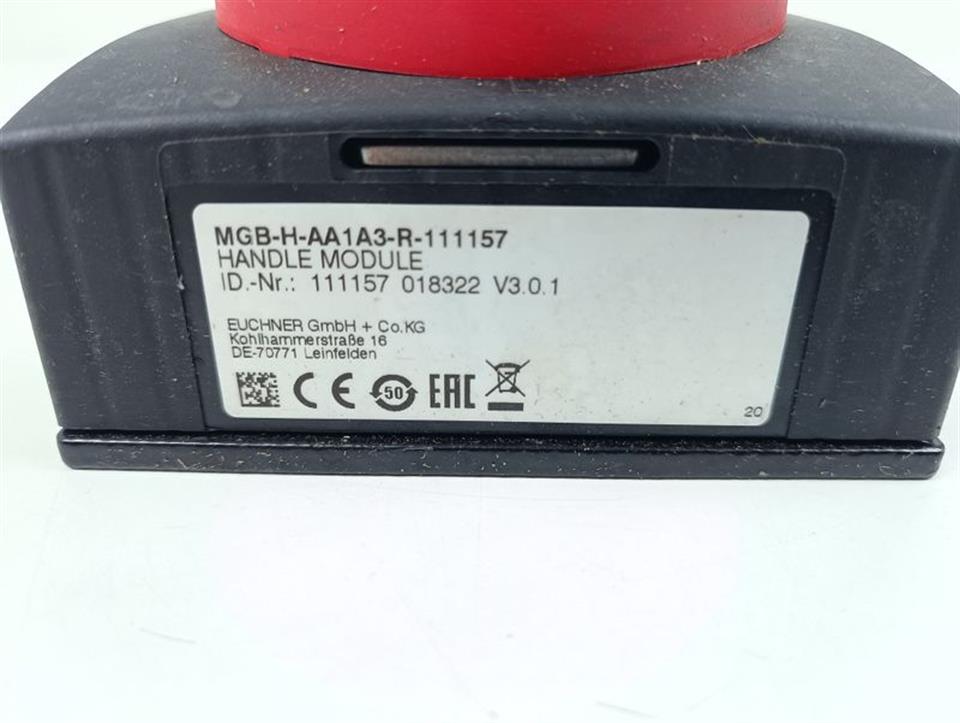 MGB-H-AA1A3-R-111157
HANDLE MODULE
ID.-Nr.: 111157 018322 V3.0.1
EUCHNER GmbH + Co.KG
Kohlhammerstraße 16
DE-70771 Leinfelden
CE 50 EAC
20